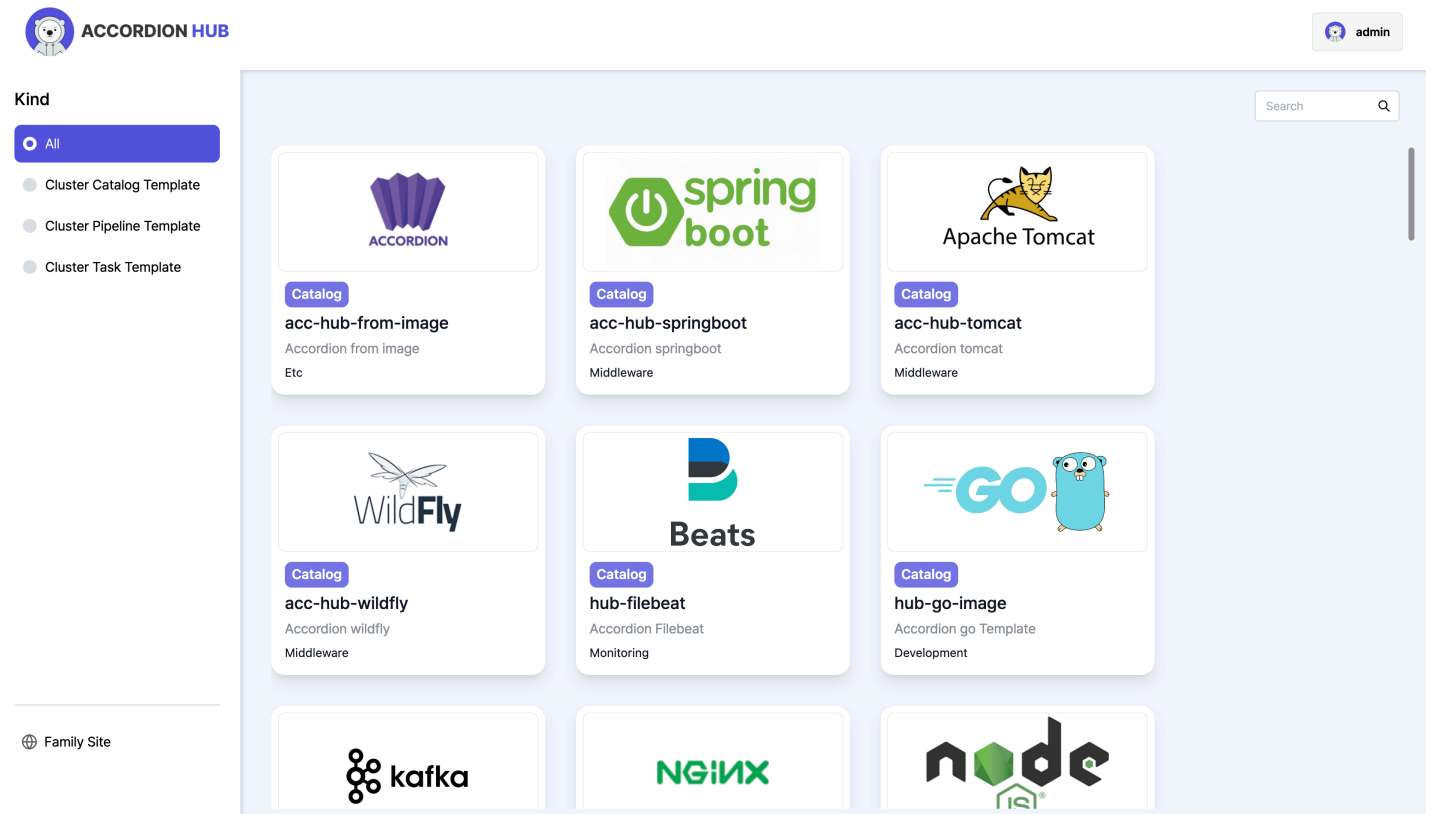 ACCORDION HUB
admin
Kind
All
Cluster Catalog Template
Cluster Pipeline Template
Cluster Task Template
Family Site
Search
ACCORDION
Catalog
acc-hub-from-image
Accordion from image
Etc
spring
boot
Catalog
acc-hub-springboot
Accordion springboot
Middleware
Apache Tomcat
Catalog
acc-hub-tomcat
Accordion tomcat
Middleware
WildFly
Catalog
acc-hub-wildfly
Accordion wildfly
Middleware
Beats
Catalog
hub-filebeat
Accordion Filebeat
Monitoring
GO
Catalog
hub-go-image
Accordion go Template
Development
kafka
NGiNX
node
JS®